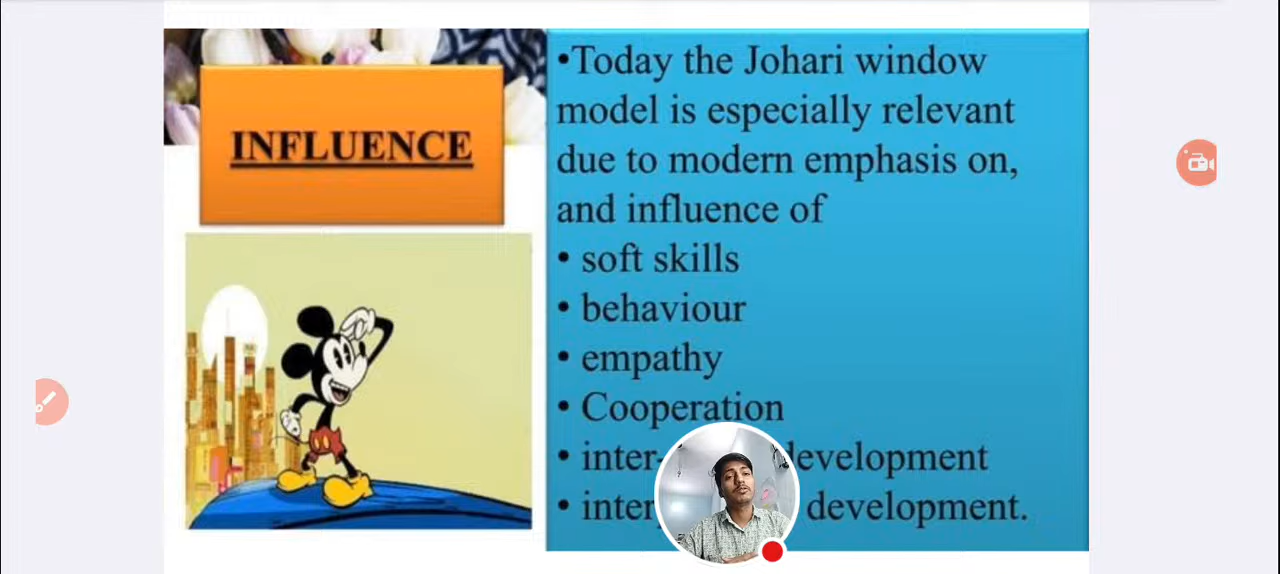 INFLUENCE
•Today the Johari window
model is especially relevant
due to modern emphasis on,
and influence of
• soft skills
• behaviour
• empathy
• Cooperation
• inter- development
• development.